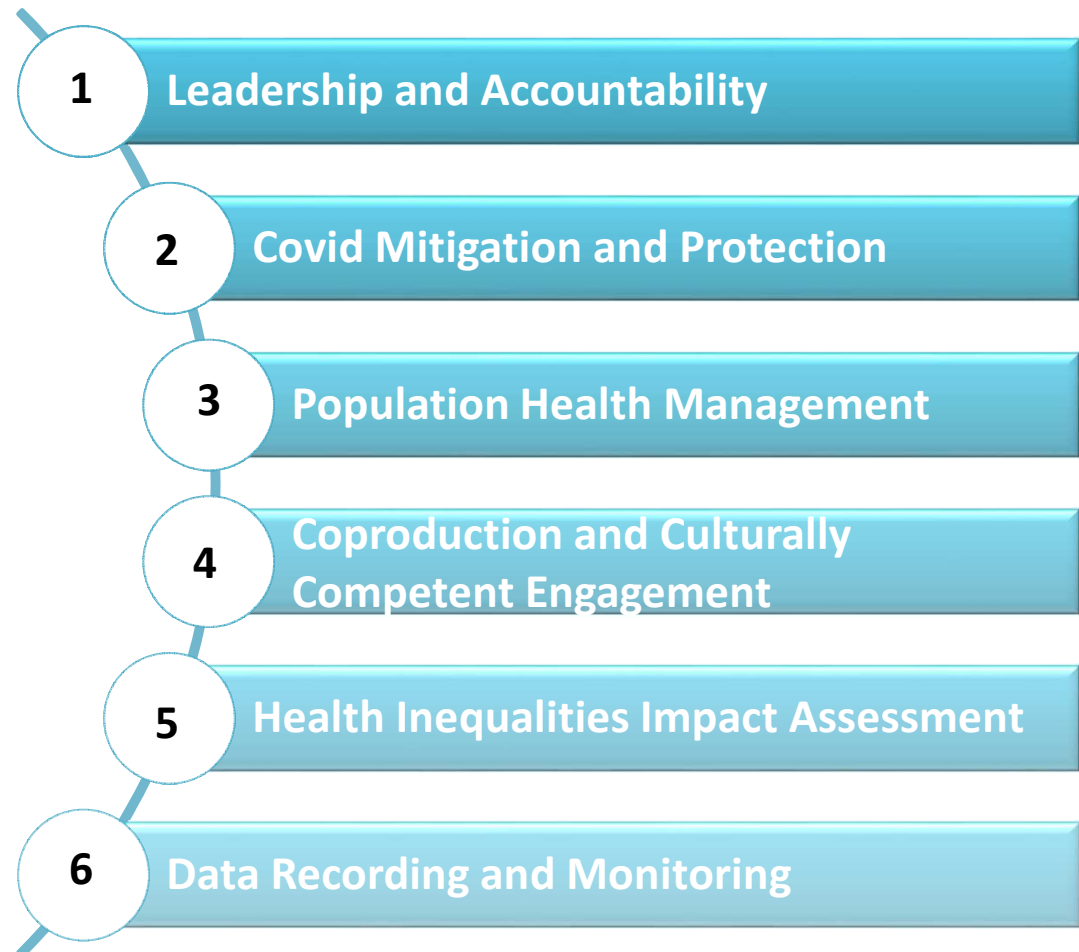 1
Leadership and Accountability
2
Covid Mitigation and Protection
3
Population Health Management
4
Coproduction and Culturally
Competent Engagement
5
Health Inequalities Impact Assessment
6
Data Recording and Monitoring